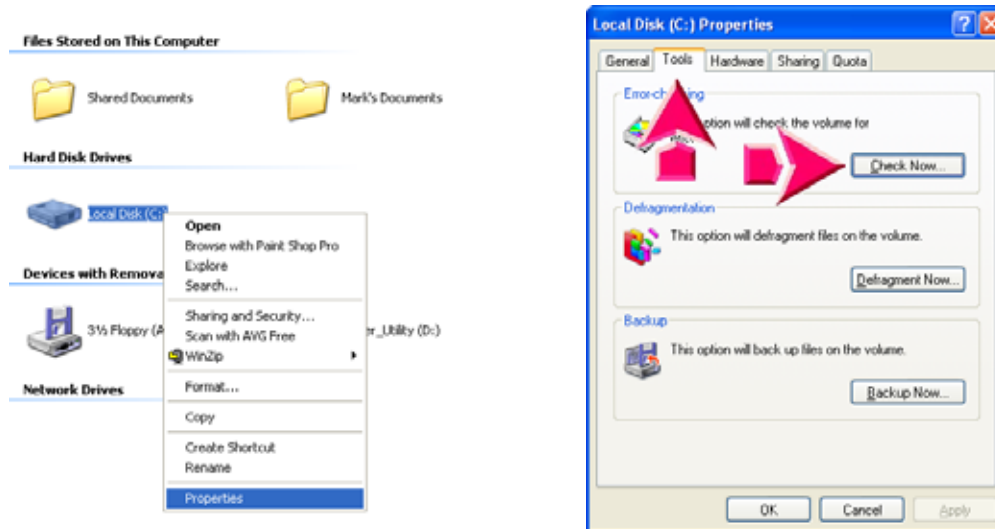 Files Stored on This Computer
Shared Documents
Mark's Documents
Hard Disk Drives
Local Disk (C:)
Open
Browse with Paint Shop Pro
Explore
Search...
Sharing and Security...
Scan with AVG Free
WinZip
Format...
Copy
Create Shortcut
Rename
Properties
Devices with Remova
3½ Floppy (A
er_Utility (D:)
Network Drives
Local Disk (C:) Properties
General Tools Hardware Sharing Quota
Error-ch ng
option will check the volume for
Check Now...
Defragmentation
This option will defragment files on the volume.
Defragment Now...
Backup
This option will back up files on the volume.
Backup Now...
OK Cancel Apply